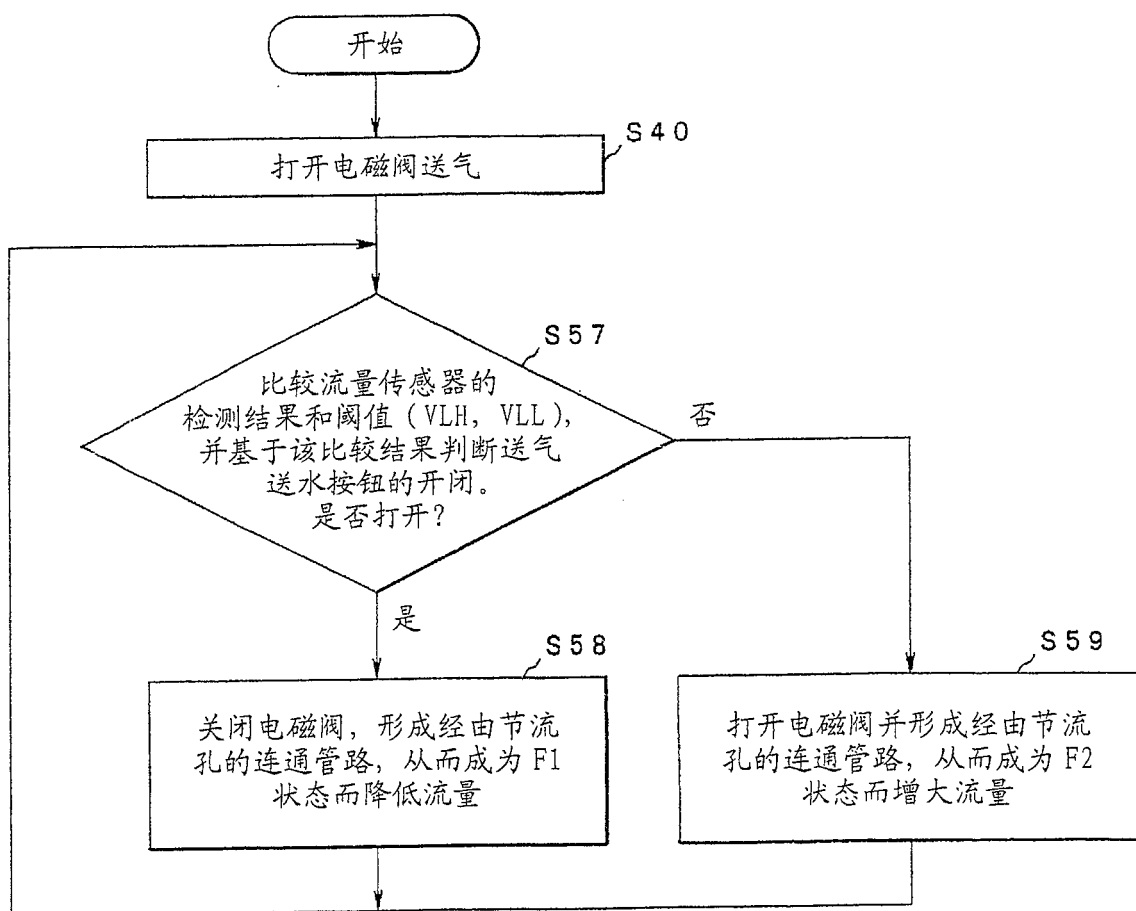 开始
S40
打开电磁阀送气
S57
比较流量传感器的
检测结果和阈值(VLH, VLL),
并基于该比较结果判断送气
送水按钮的开闭。
是否打开?
否
是
S58
关闭电磁阀, 形成经由节流
孔的连通管路, 从而成为 F1
状态而降低流量
S59
打开电磁阀并形成经由节流
孔的连通管路, 从而成为 F2
状态而增大流量